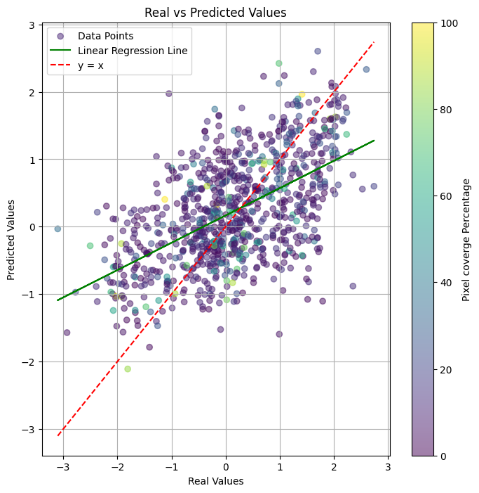 Real vs Predicted Values
Data Points
Linear Regression Line
y = x
3
2
1
0
−1
−2
−3
Predicted Values
−3
−2
−1
0
1
2
3
Real Values
100
80
60
40
20
0
Pixel coverge Percentage